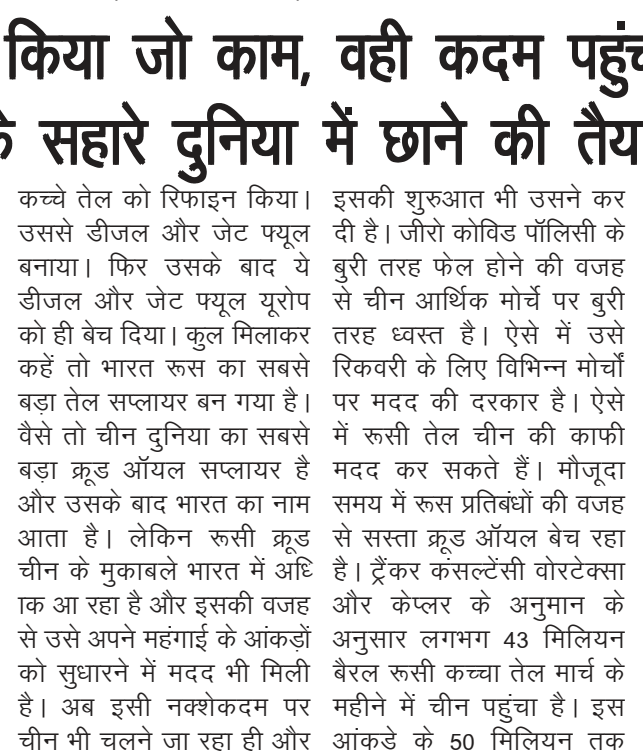 किया जो काम, वही कदम
सहारे दुनिया में छाने की
कच्चे तेल को रिफाइन किया।
उससे डीजल और जेट फ्यूल
बनाया। फिर उसके बाद ये
डीजल और जेट फ्यूल यूरोप
को ही बेच दिया। कुल मिलाकर
कहें तो भारत रूस का सबसे
बड़ा तेल सप्लायर बन गया है।
वैसे तो चीन दुनिया का सबसे
बड़ा क्रूड ऑयल सप्लायर है
और उसके बाद भारत का नाम
आता है। लेकिन रूसी क्रूड
चीन के मुकाबले भारत में अधि
ाक आ रहा है और इसकी वजह
से उसे अपने महंगाई के आंकड़ों
को सुधारने में मदद भी मिली
है। अब इसी नक्शेकदम पर
चीन भी चलने जा रहा ही और
इसकी शुरुआत भी उसने कर
दी है। जीरो कोविड पॉलिसी के
बुरी तरह फेल होने की वजह
से चीन आर्थिक मोर्चे पर बुरी
तरह ध्वस्त है। ऐसे में उसे
रिकवरी के लिए विभिन्न मोर्चों
पर मदद की दरकार है। ऐसे
में रूसी तेल चीन की काफी
मदद कर सकते हैं। मौजूदा
समय में रूस प्रतिबंधों की वजह
से सस्ता क्रूड ऑयल बेच रहा
है। ट्रैंकर कंसल्टेंसी वोरटेक्सा
और केप्लर के अनुमान के
अनुसार लगभग 43 मिलियन
बैरल रूसी कच्चा तेल मार्च के
महीने में चीन पहुंचा है। इस
आंकडे के 50 मिलियन तक